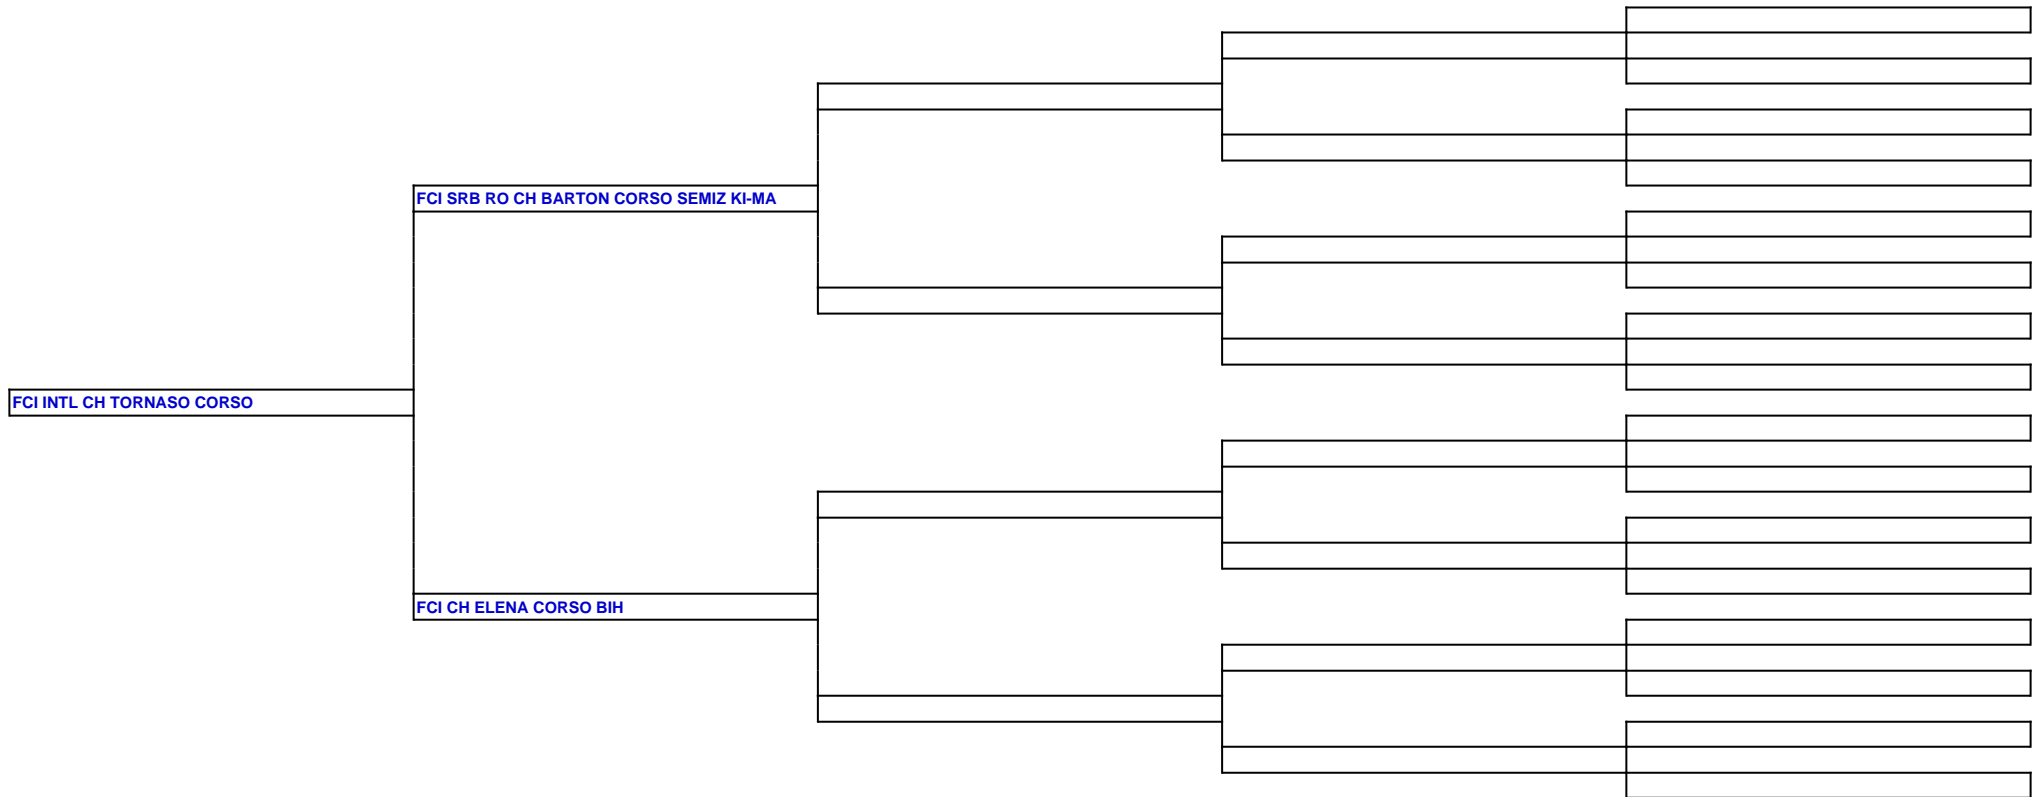 FCI SRB RO CH BARTON CORSO SEMIZ KI-MA
FCI INTL CH TORNASO CORSO
FCI CH ELENA CORSO BIH